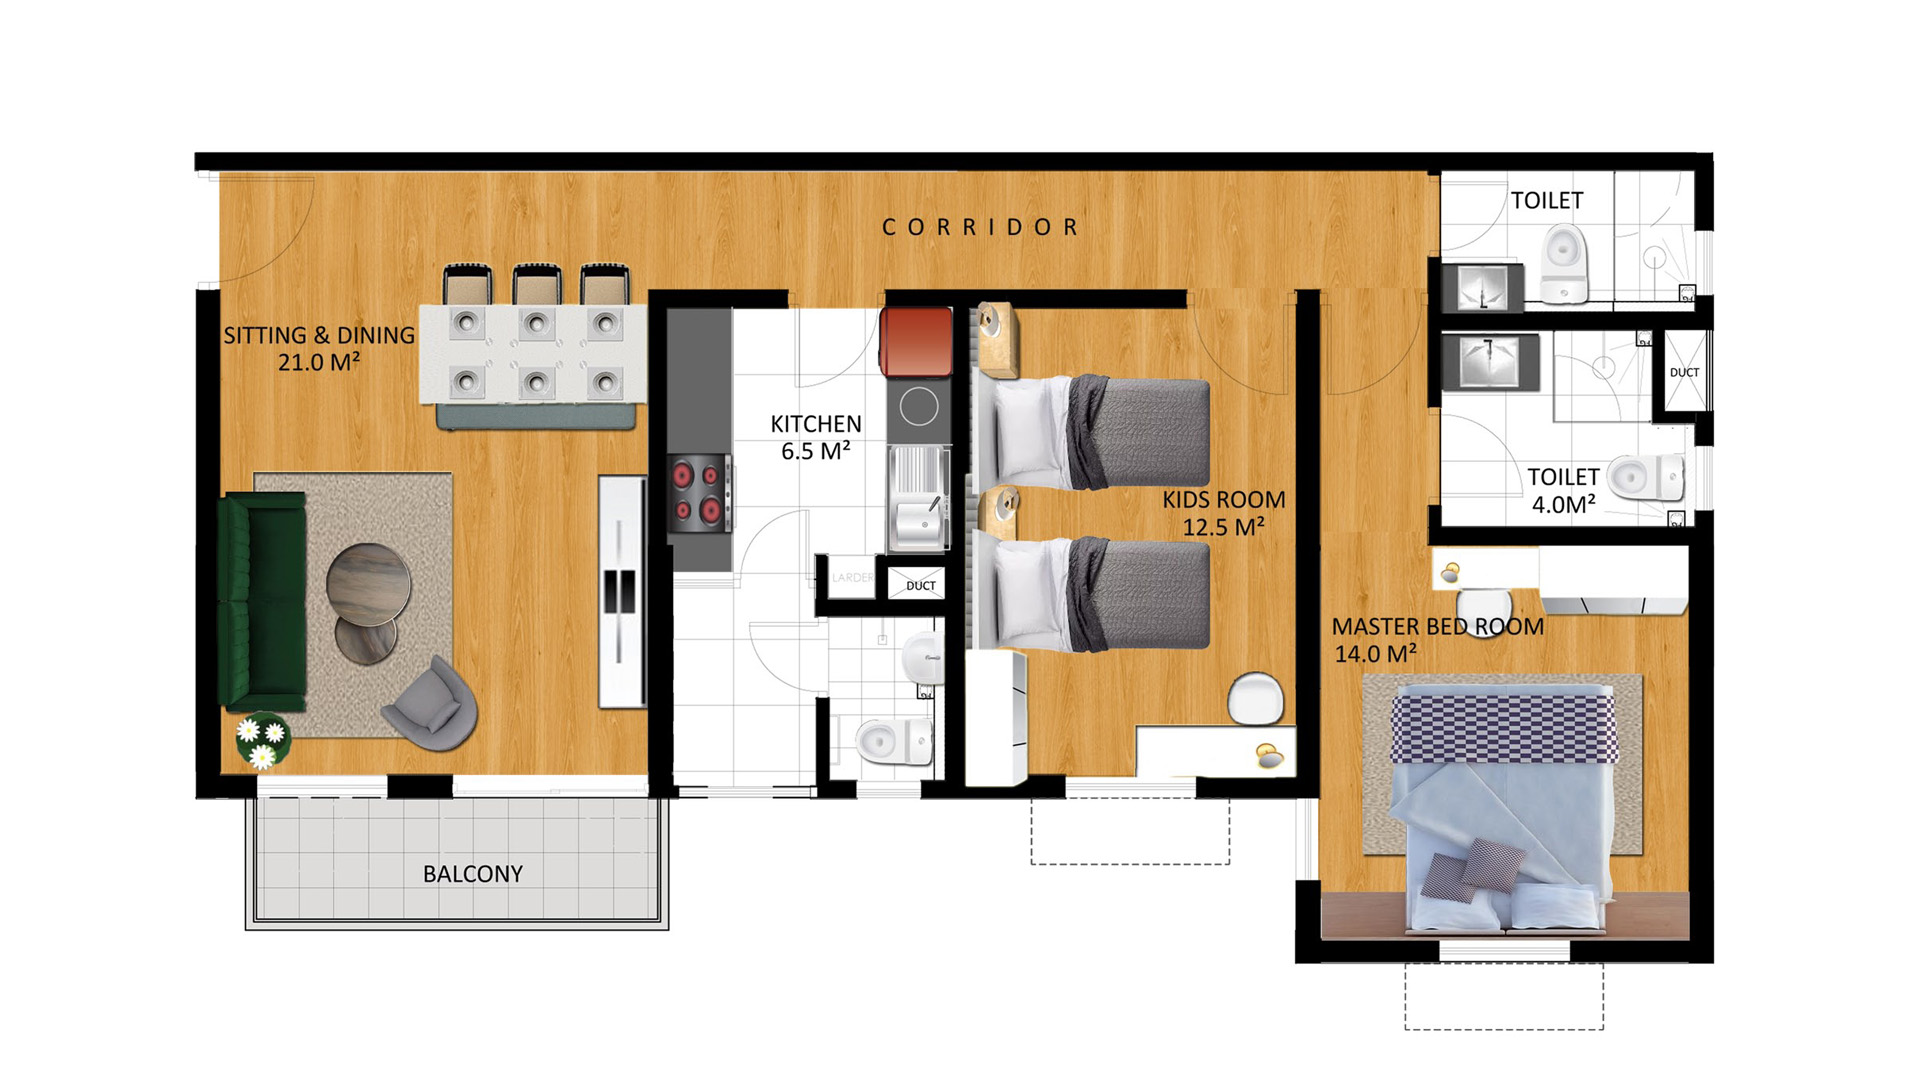 TOILET
CORRIDOR
SITTING & DINING
21.0 M²
DUCT
KITCHEN
6.5 M²
TOILET
4.0M²
KIDS ROOM
12.5 M²
LARDER
DUCT
MASTER BED ROOM
14.0 M²
BALCONY